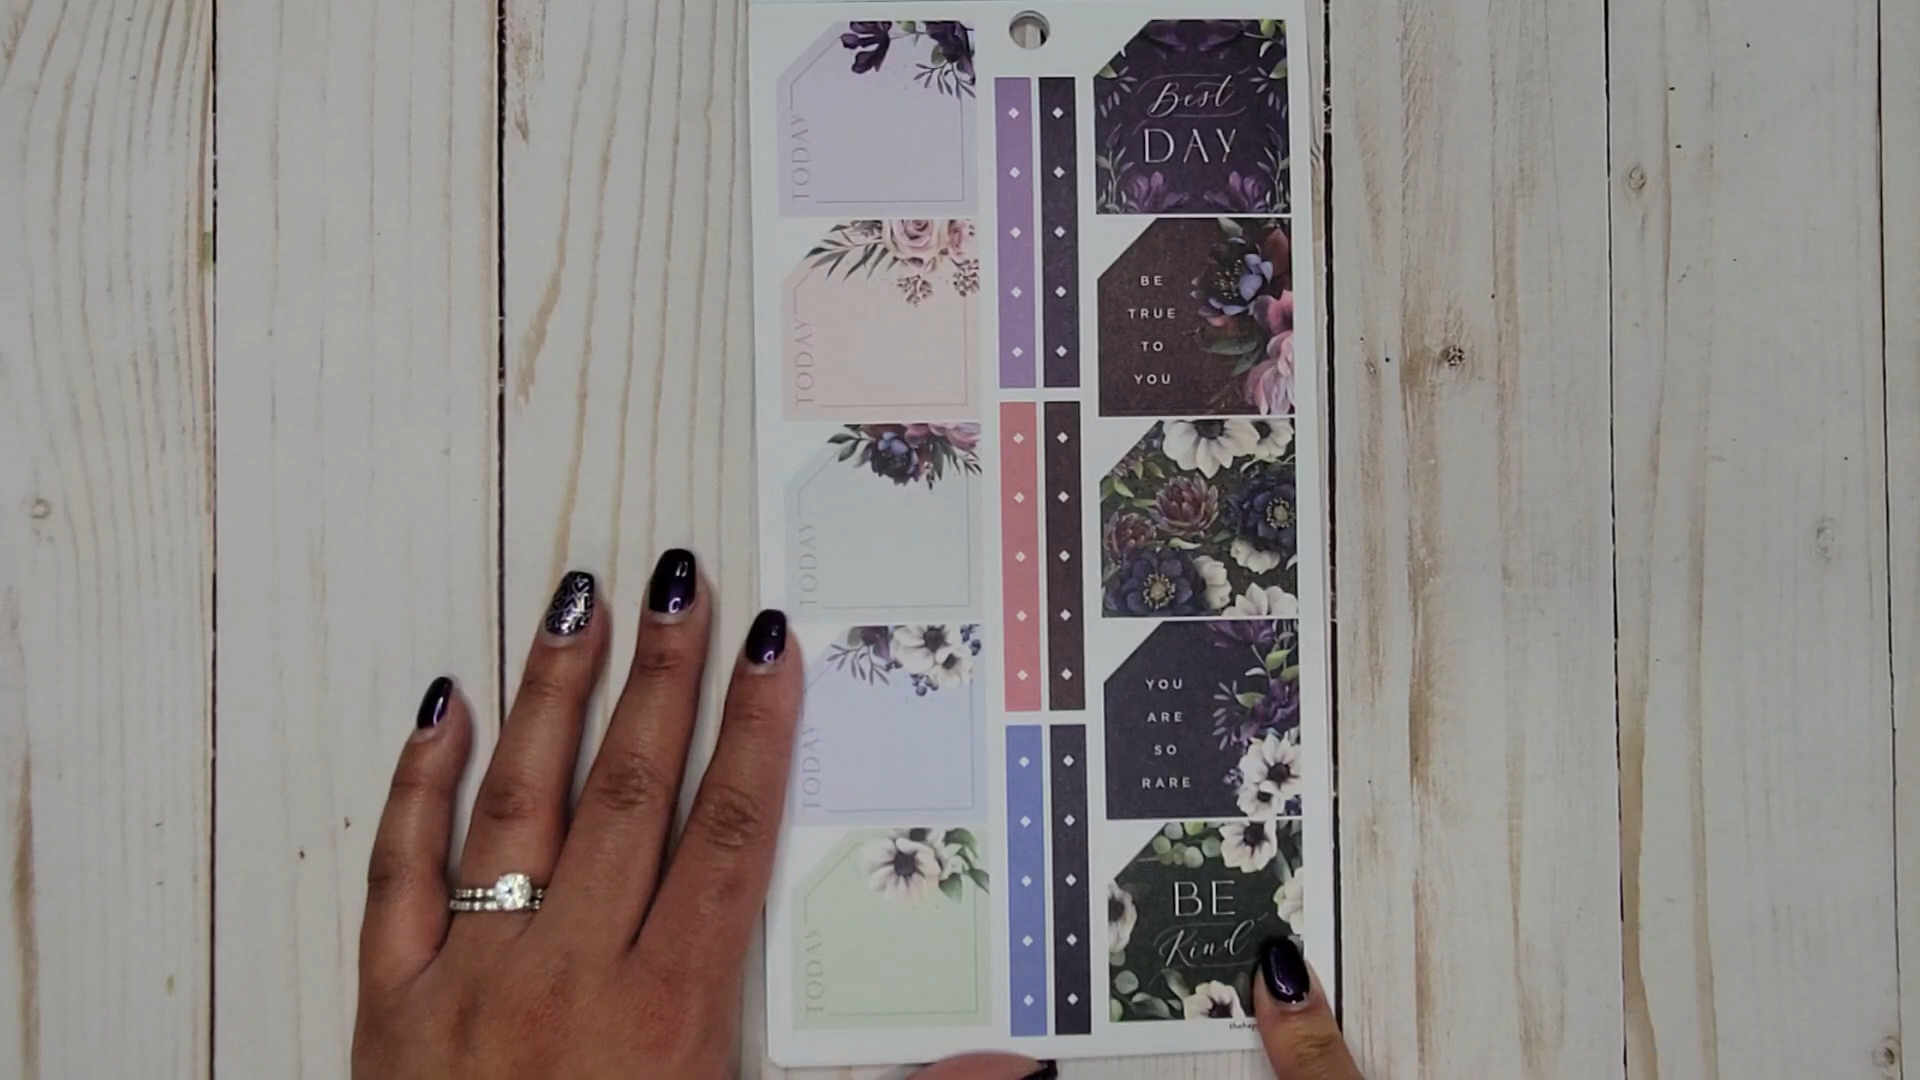 TODAY
TODAY
TODAY
TODAY
TODAY
Best
DAY
BE
TRUE
TO
YOU
YOU
ARE
SO
RARE
BE
Kind